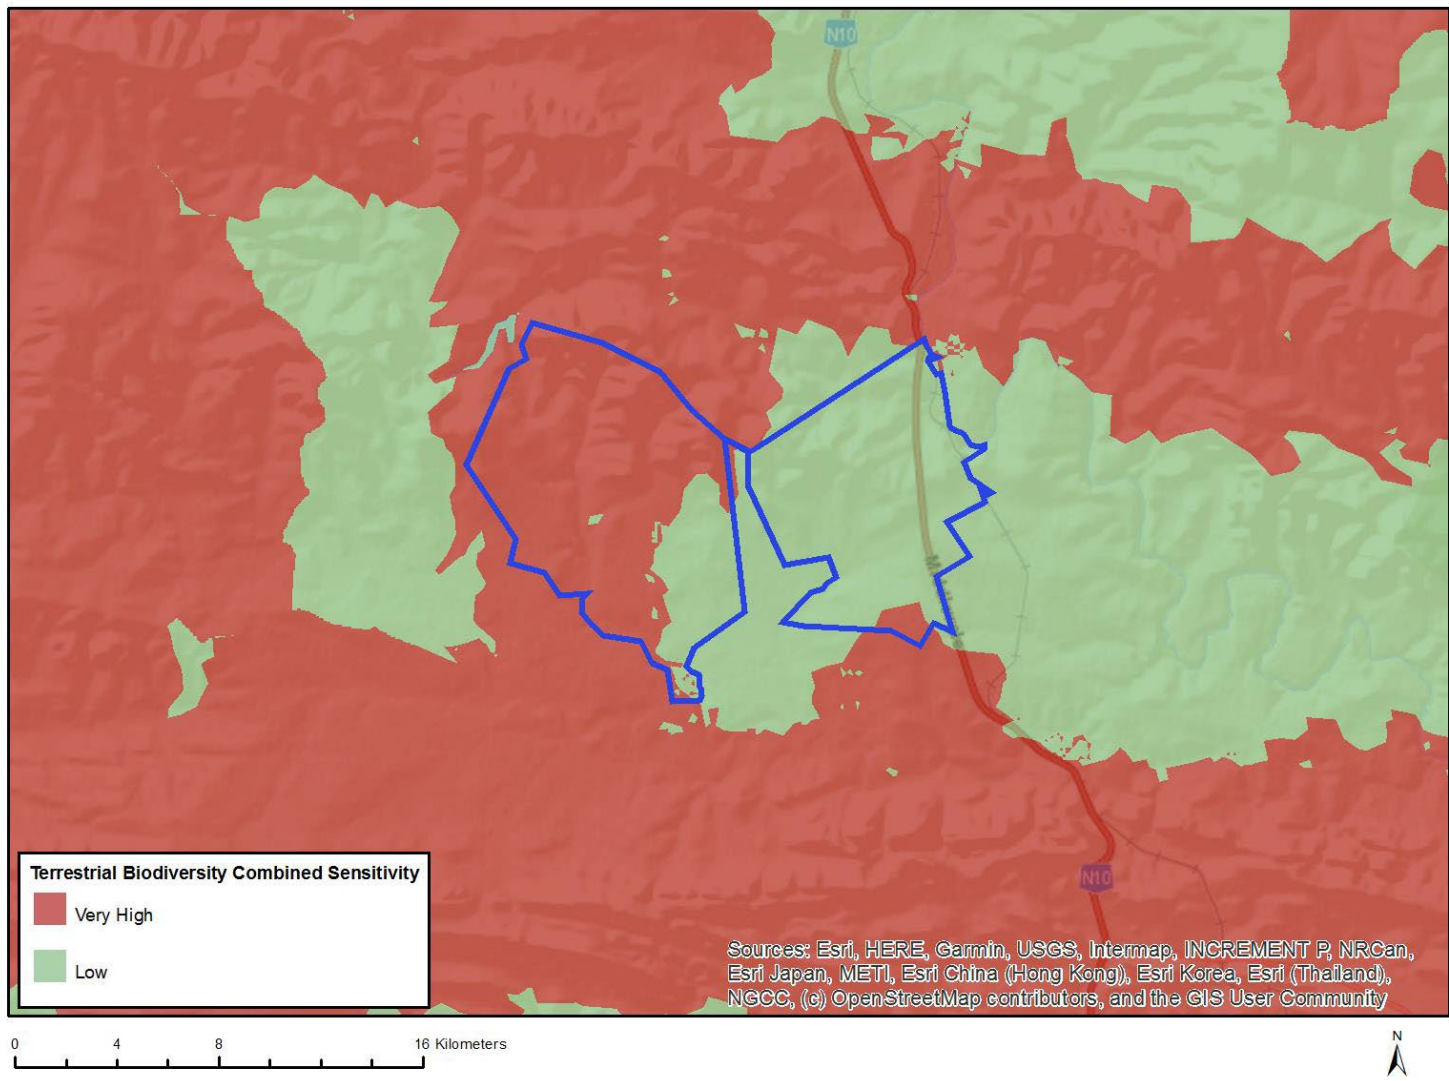 N10
N10
Terrestrial Biodiversity Combined Sensitivity
Very High
Low
Sources: Esri, HERE, Garmin, USGS, Intermap, INCREMENT P, NRCan,
Esri Japan, METI, Esri China (Hong Kong), Esri Korea, Esri (Thailand),
NGCC, (c) OpenStreetMap contributors, and the GIS User Community
0 4 8 16 Kilometers
N